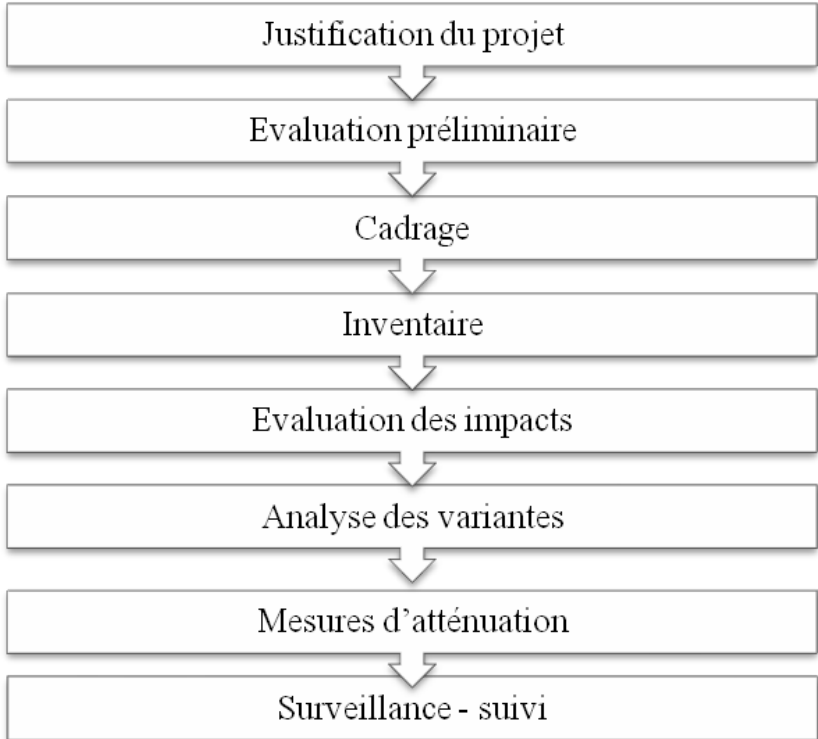 Justification du projet
Evaluation préliminaire
Cadrage
Inventaire
Evaluation des impacts
Analyse des variantes
Mesures d’atténuation
Surveillance - suivi